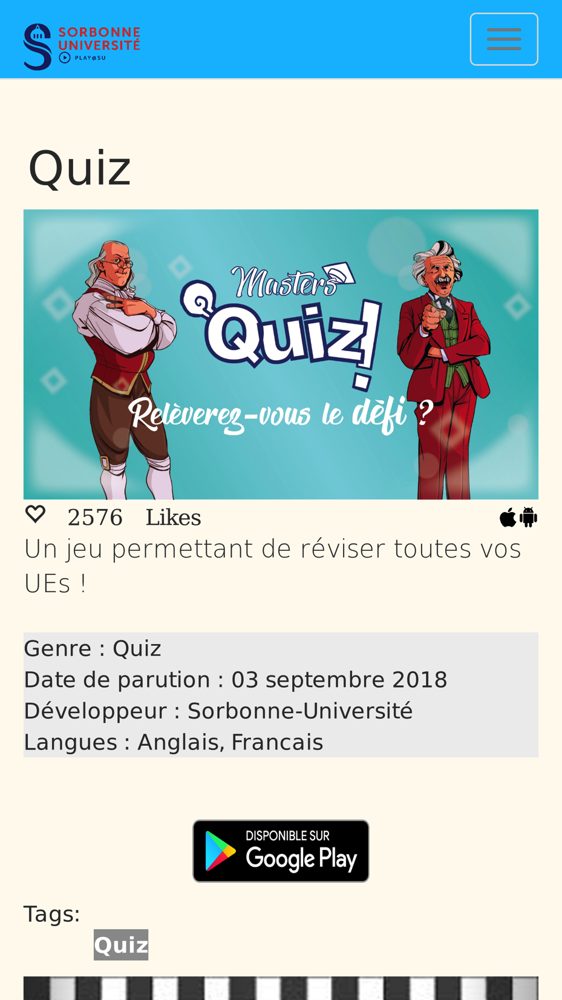 SORBONNE
UNIVERSITÉ
PLAY@SU
Quiz
Masters
Quiz!
Relèverez-vous le défi ?
2576 Likes
Un jeu permettant de réviser toutes vos
UEs !
Genre : Quiz
Date de parution : 03 septembre 2018
Développeur : Sorbonne-Université
Langues : Anglais, Francais
DISPONIBLE SUR
Google Play
Tags:
Quiz